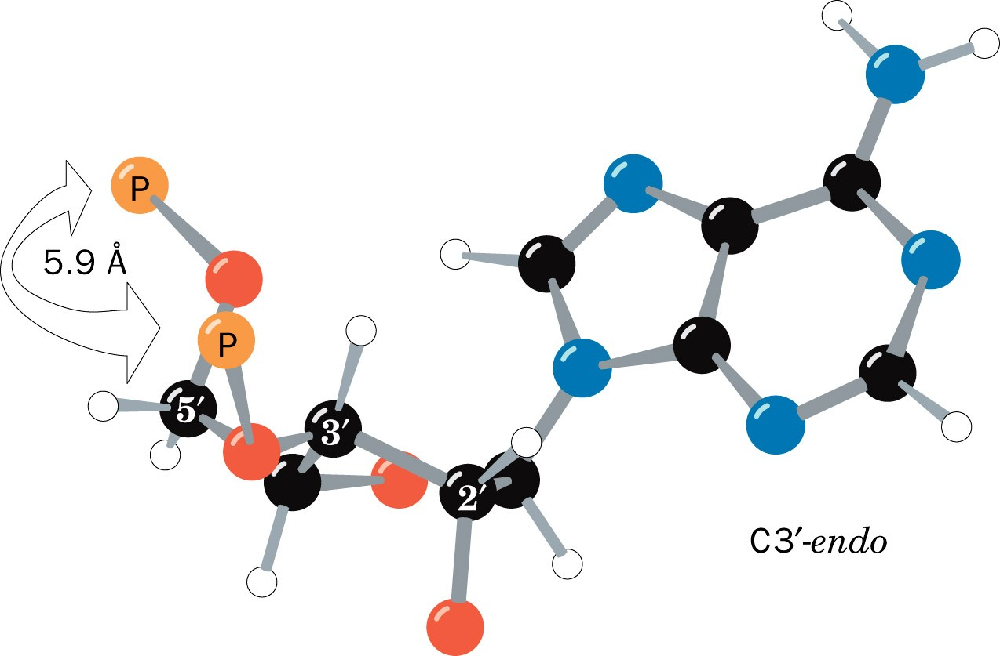 P
5.9 Å
P
5′
3′
2′
C3′-endo